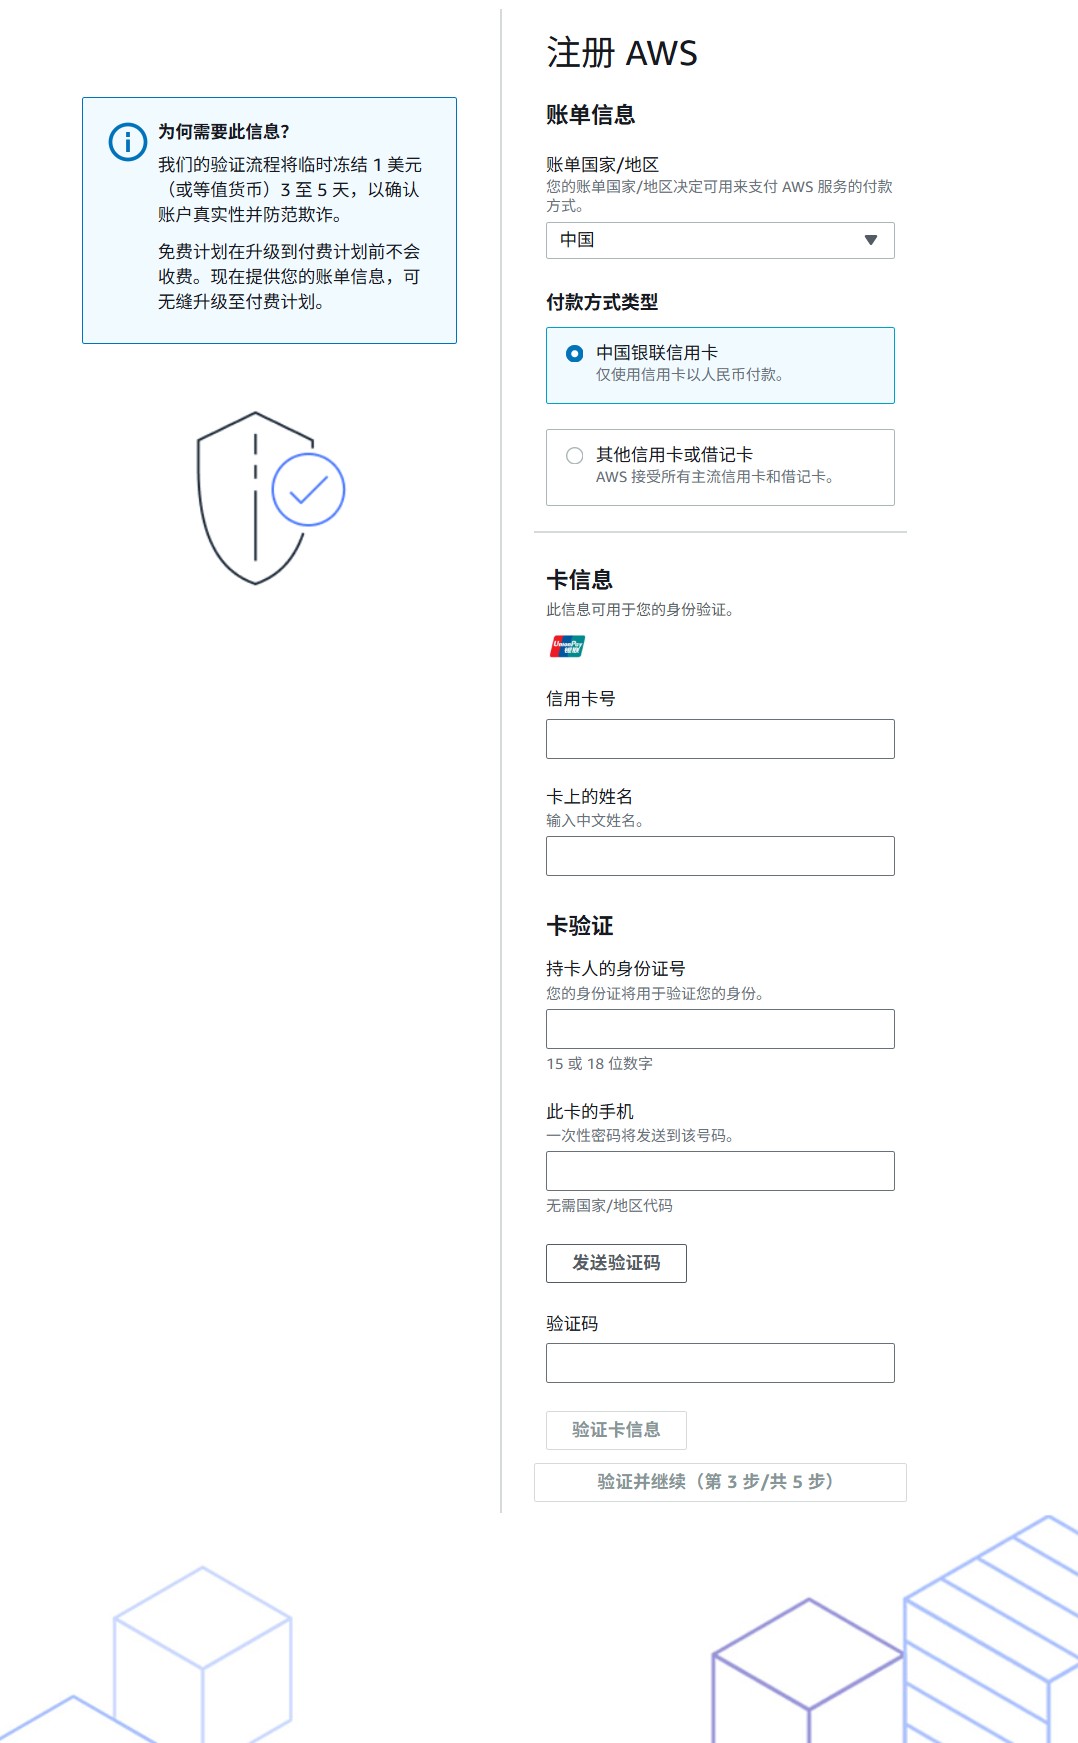 为何需要此信息？
我们的验证流程将临时冻结 1 美元
（或等值货币）3 至 5 天，以确认
账户真实性并防范欺诈。
免费计划在升级到付费计划前不会
收费。现在提供您的账单信息，可
无缝升级至付费计划。
注册 AWS
账单信息
账单国家/地区
您的账单国家/地区决定可用来支付 AWS 服务的付款
方式。
中国
付款方式类型
中国银联信用卡
仅使用信用卡以人民币付款。
其他信用卡或借记卡
AWS 接受所有主流信用卡和借记卡。
卡信息
此信息可用于您的身份验证。
UnionPay
银联
信用卡号
卡上的姓名
输入中文姓名。
卡验证
持卡人的身份证号
您的身份证将用于验证您的身份。
15 或 18 位数字
此卡的手机
一次性密码将发送到该号码。
无需国家/地区代码
发送验证码
验证码
验证卡信息
验证并继续（第 3 步/共 5 步）